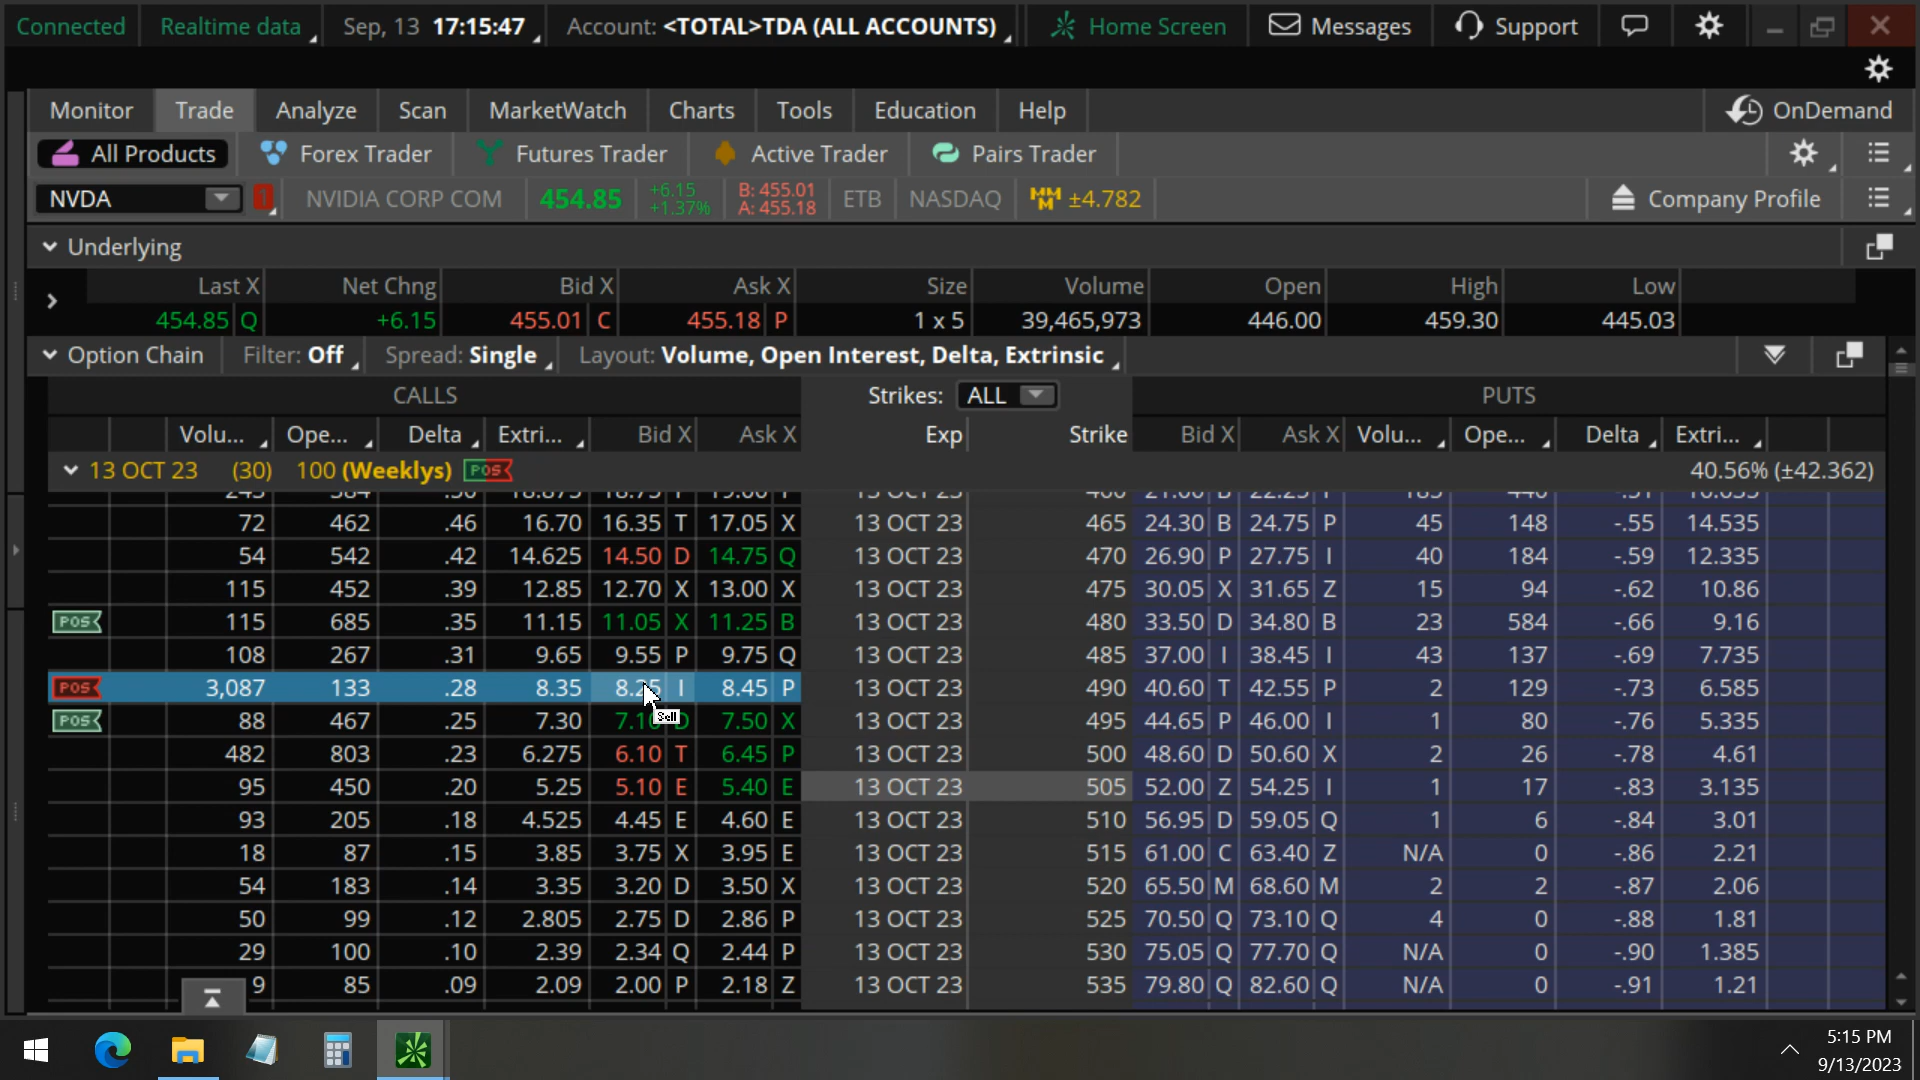 Connected Realtime data Sep, 13 17:15:47 Account: <TOTAL>TDA (ALL ACCOUNTS) Home Screen Messages Support
Monitor Trade Analyze Scan MarketWatch Charts Tools Education Help OnDemand
All Products Forex Trader Futures Trader Active Trader Pairs Trader
NVDA 1 NVIDIA CORP COM 454.85 +6.15 +1.37% B: 455.01 A: 455.18 ETB NASDAQ MM ±4.782 Company Profile
Underlying
Last X Net Chng Bid X Ask X Size Volume Open High Low
454.85 Q +6.15 455.01 C 455.18 P 1 x 5 39,465,973 446.00 459.30 445.03
Option Chain Filter: Off Spread: Single Layout: Volume, Open Interest, Delta, Extrinsic
CALLS Strikes: ALL PUTS
Volu... Ope... Delta Extri... Bid X Ask X Exp Strike Bid X Ask X Volu... Ope... Delta Extri...
13 OCT 23 (30) 100 (Weeklys) POS 40.56% (±42.362)
72 462 .46 16.70 16.35 T 17.05 X 13 OCT 23 465 24.30 B 24.75 P 45 148 -.55 14.535
54 542 .42 14.625 14.50 D 14.75 Q 13 OCT 23 470 26.90 P 27.75 I 40 184 -.59 12.335
115 452 .39 12.85 12.70 X 13.00 X 13 OCT 23 475 30.05 X 31.65 Z 15 94 -.62 10.86
POS 115 685 .35 11.15 11.05 X 11.25 B 13 OCT 23 480 33.50 D 34.80 B 23 584 -.66 9.16
108 267 .31 9.65 9.55 P 9.75 Q 13 OCT 23 485 37.00 I 38.45 I 43 137 -.69 7.735
POS 3,087 133 .28 8.35 8.25 I 8.45 P 13 OCT 23 490 40.60 T 42.55 P 2 129 -.73 6.585
Sell
POS 88 467 .25 7.30 7.10 D 7.50 X 13 OCT 23 495 44.65 P 46.00 I 1 80 -.76 5.335
482 803 .23 6.275 6.10 T 6.45 P 13 OCT 23 500 48.60 D 50.60 X 2 26 -.78 4.61
95 450 .20 5.25 5.10 E 5.40 E 13 OCT 23 505 52.00 Z 54.25 I 1 17 -.83 3.135
93 205 .18 4.525 4.45 E 4.60 E 13 OCT 23 510 56.95 D 59.05 Q 1 6 -.84 3.01
18 87 .15 3.85 3.75 X 3.95 E 13 OCT 23 515 61.00 C 63.40 Z N/A 0 -.86 2.21
54 183 .14 3.35 3.20 D 3.50 X 13 OCT 23 520 65.50 M 68.60 M 2 2 -.87 2.06
50 99 .12 2.805 2.75 D 2.86 P 13 OCT 23 525 70.50 Q 73.10 Q 4 0 -.88 1.81
29 100 .10 2.39 2.34 Q 2.44 P 13 OCT 23 530 75.05 Q 77.70 Q N/A 0 -.90 1.385
9 85 .09 2.09 2.00 P 2.18 Z 13 OCT 23 535 79.80 Q 82.60 Q N/A 0 -.91 1.21
5:15 PM
9/13/2023